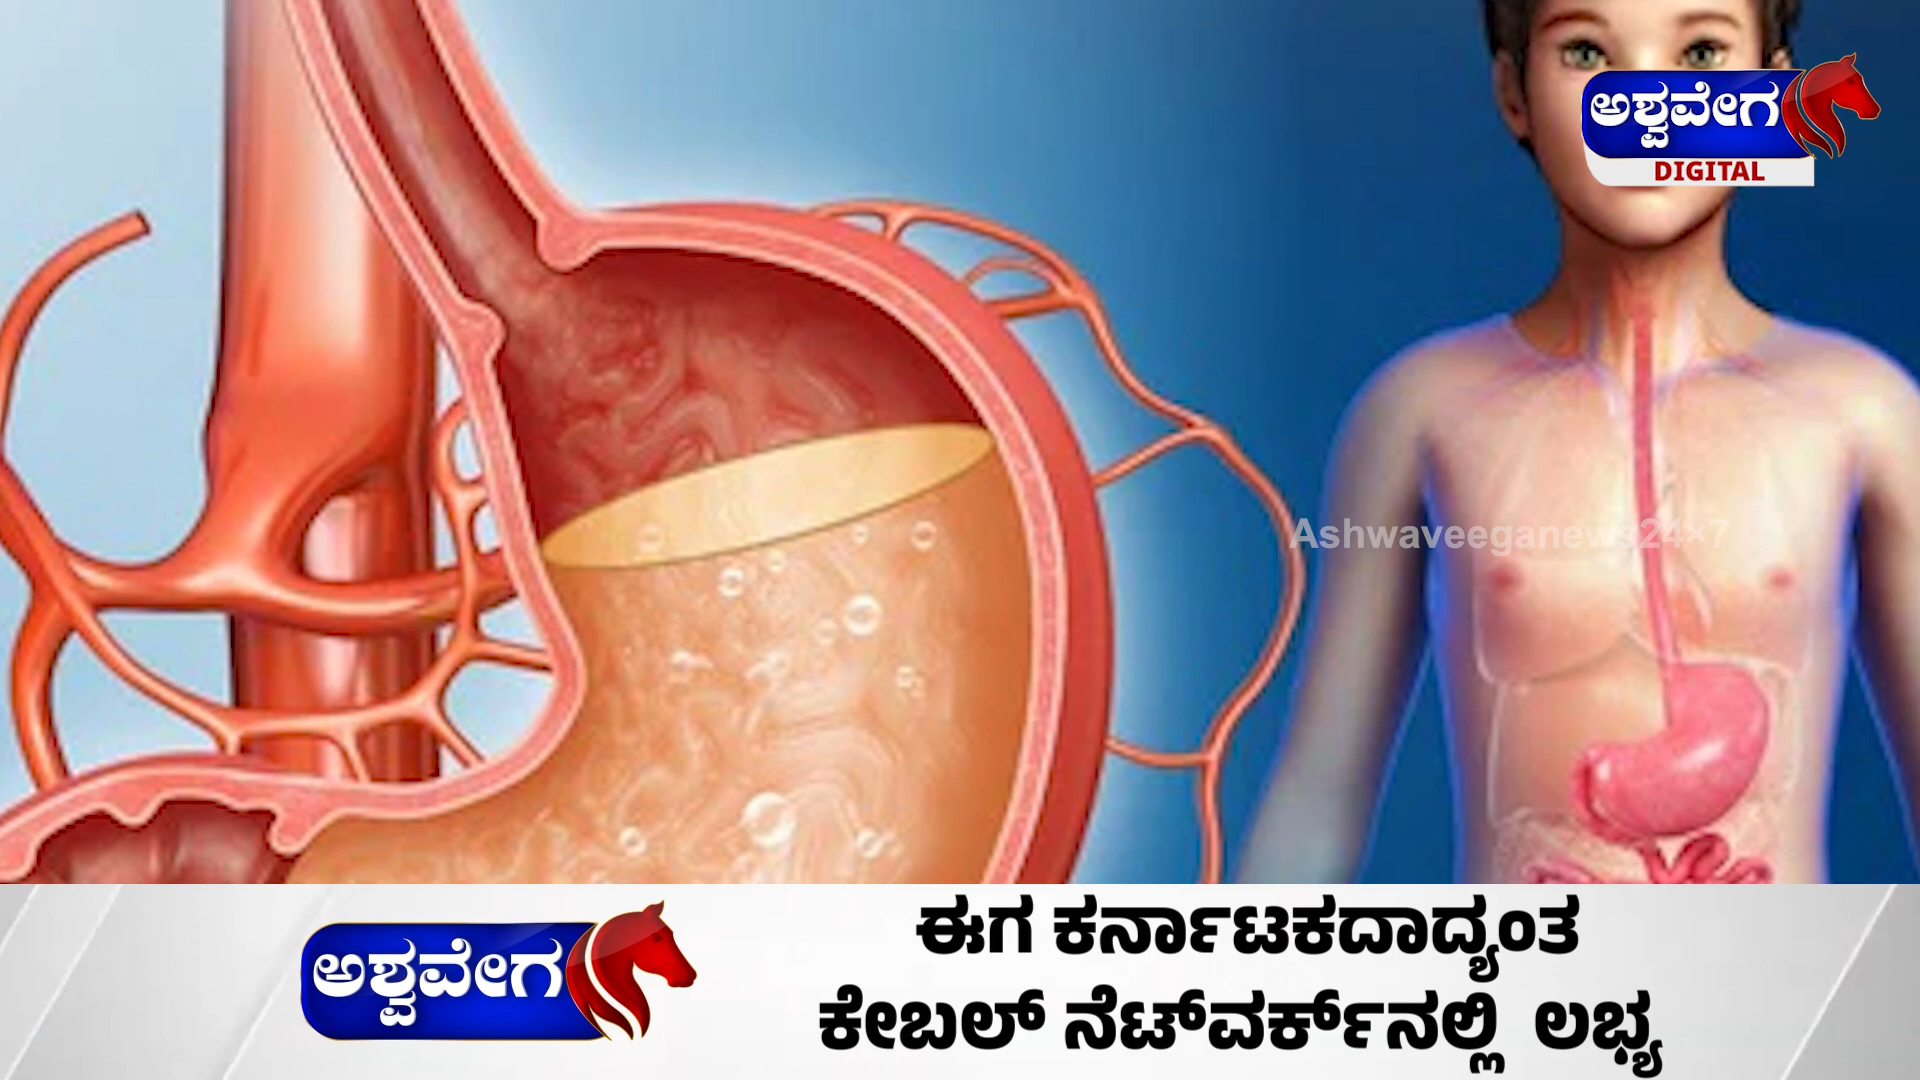 ಅಶ್ವವೇಗ
DIGITAL
Ashwaveeganews24×7
ಅಶ್ವವೇಗ
ಈಗ ಕರ್ನಾಟಕದಾದ್ಯಂತ
ಕೇಬಲ್ ನೆಟ್‌ವರ್ಕ್‌ನಲ್ಲಿ ಲಭ್ಯ